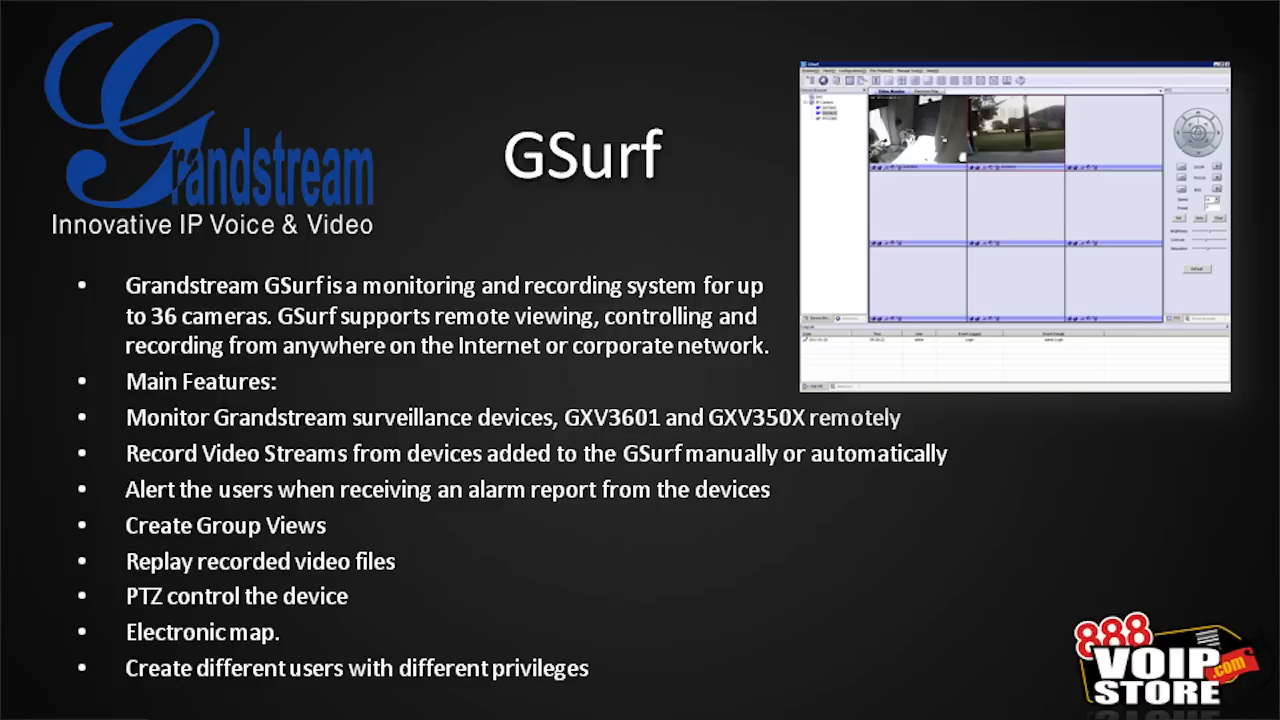 Grandstream
Innovative IP Voice & Video
GSurf
• Grandstream GSurf is a monitoring and recording system for up
to 36 cameras. GSurf supports remote viewing, controlling and
recording from anywhre on the Internet or corporate network.
• Main Features:
• Monitor Grandstream surveillance devices, GXV3601 and GXV350X remotely
• Record Video Streams from devices added to the GSurf manually or automatically
• Alert the users when receiving an alarm report from the devices
• Create Group Views
• Replay recorded video files
• PTZ control the device
• Electronic map.
• Create different users with different privileges
888
VOIP
.com
STORE